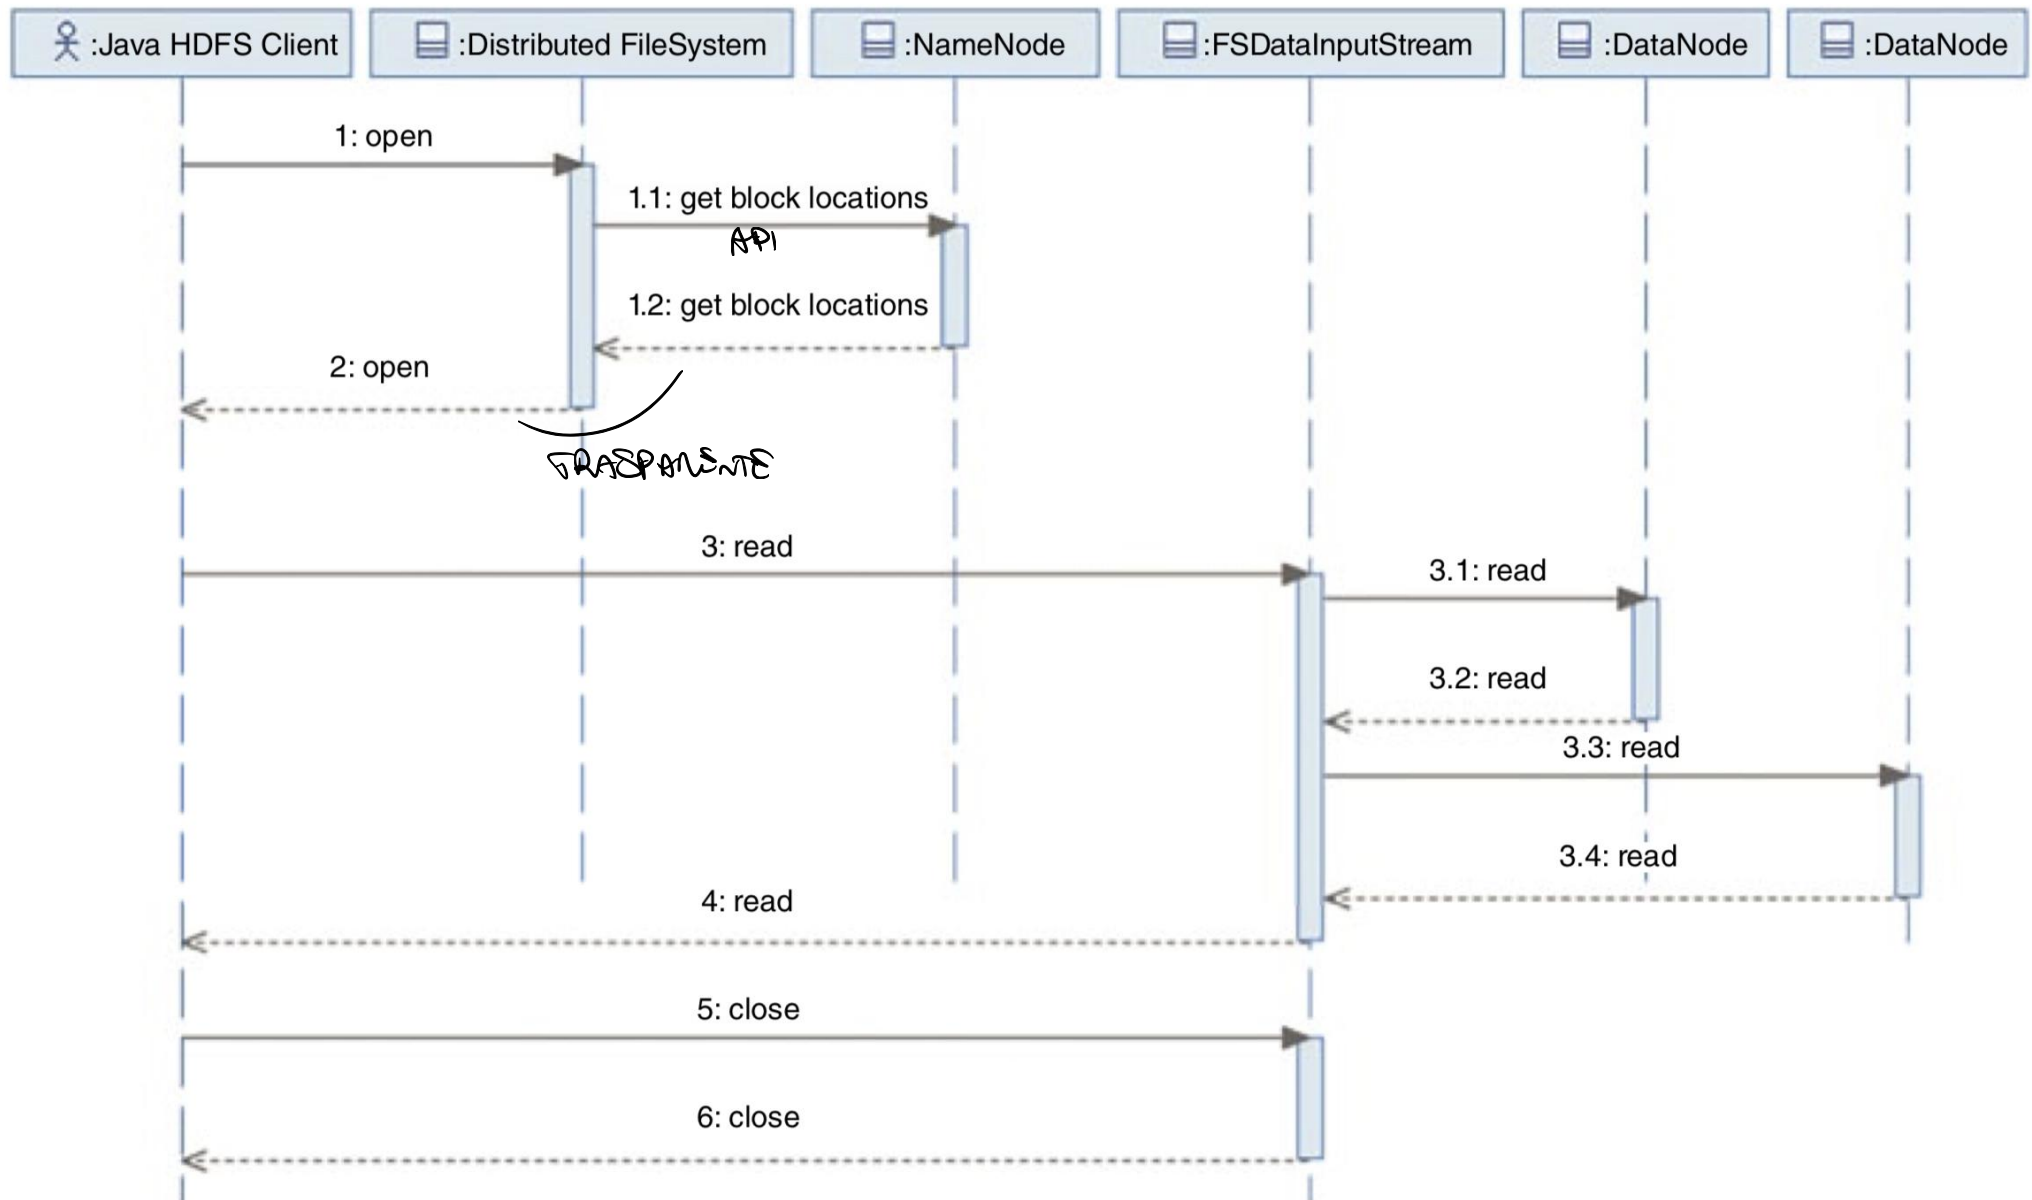 :Java HDFS Client
:Distributed FileSystem
:NameNode
:FSDataInputStream
:DataNode
:DataNode
1: open
1.1: get block locations
API
1.2: get block locations
2: open
TRASPARENTE
3: read
3.1: read
3.2: read
3.3: read
3.4: read
4: read
5: close
6: close